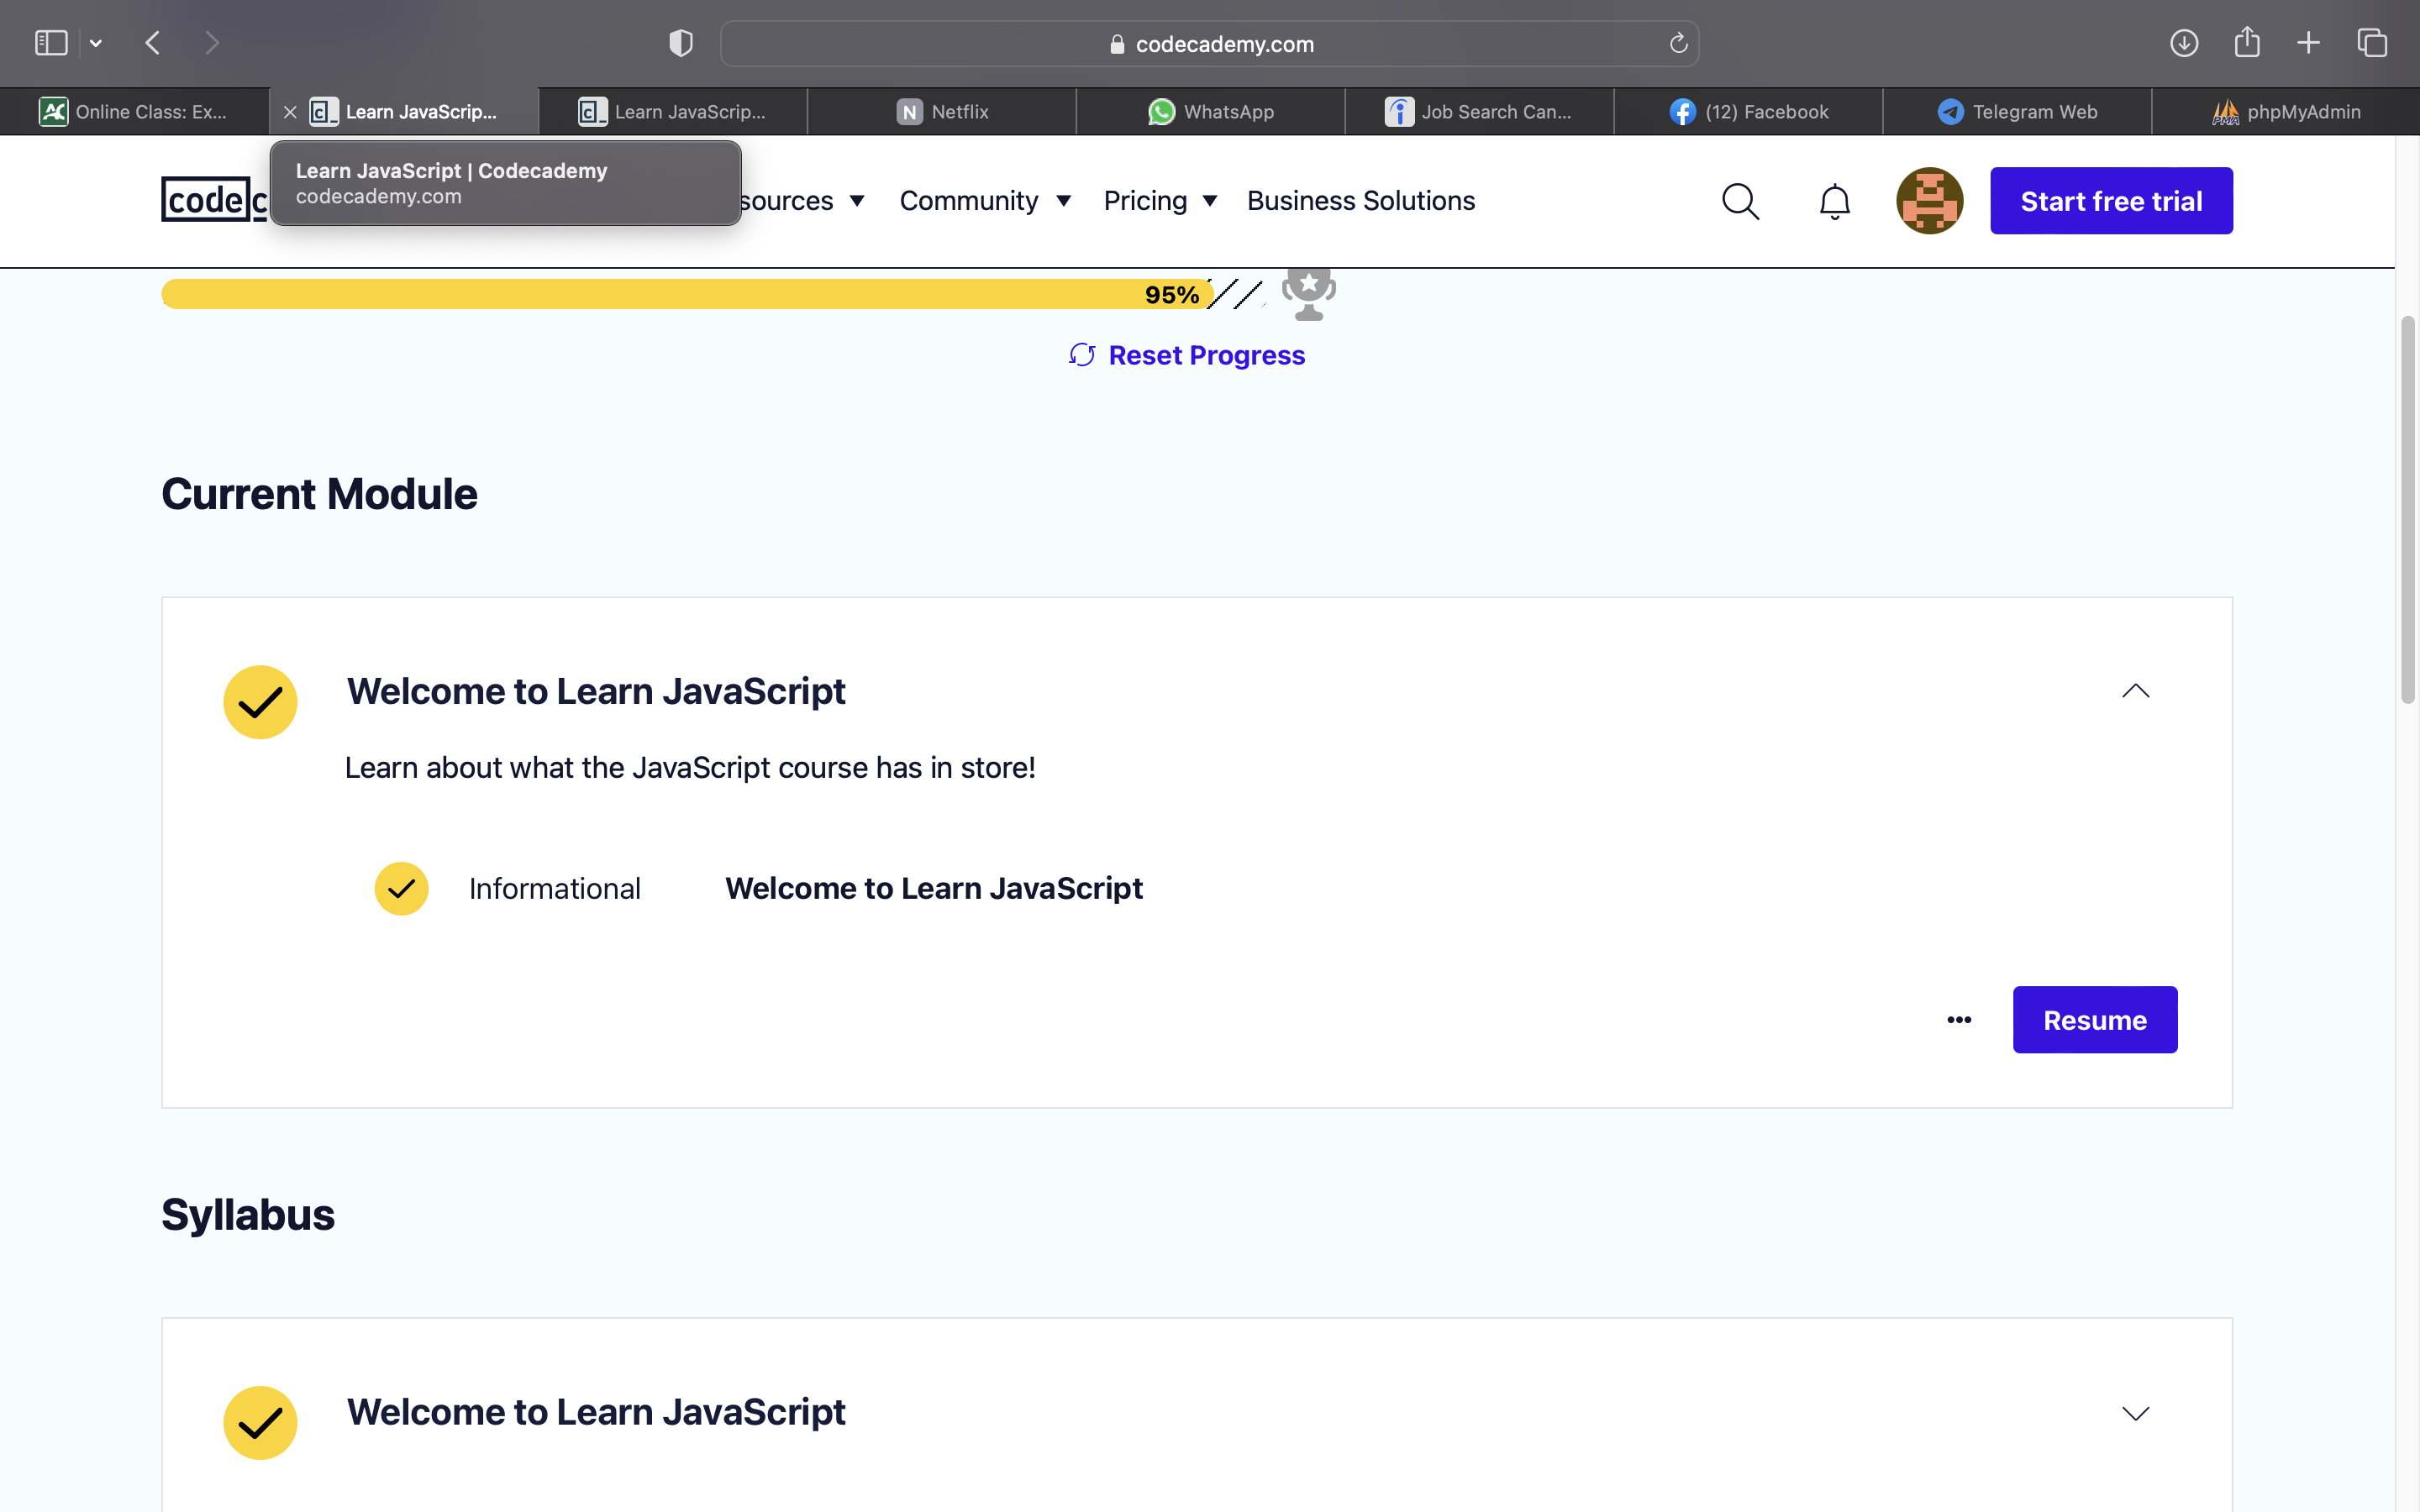 codecademy.com
Online Class: Ex...
Learn JavaScrip...
Learn JavaScrip...
N Netflix
WhatsApp
Job Search Can...
(12) Facebook
Telegram Web
phpMyAdmin
Learn JavaScript | Codecademy
codecademy.com
code c
sources
Community
Pricing
Business Solutions
Start free trial
95%
Reset Progress
Current Module
Welcome to Learn JavaScript
Learn about what the JavaScript course has in store!
Informational Welcome to Learn JavaScript
Resume
Syllabus
Welcome to Learn JavaScript